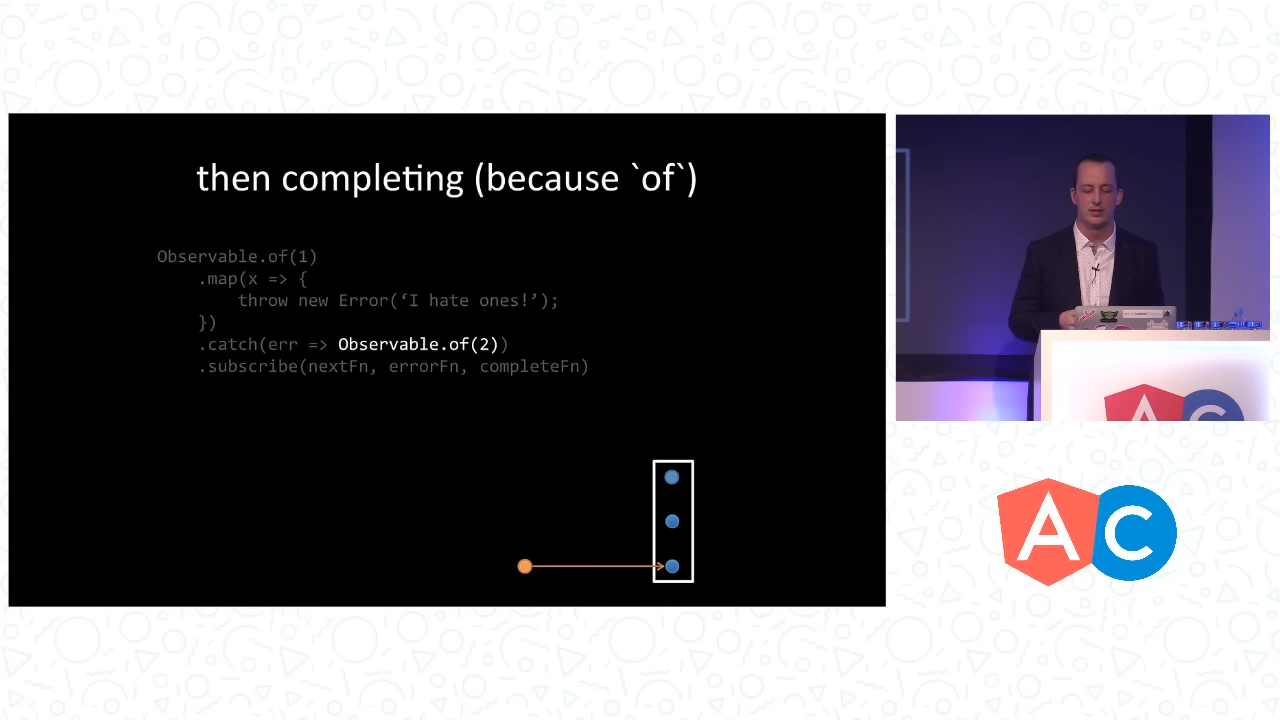 then completing (because `of`)
Observable.of(1)
.map(x => {
throw new Error(‘I hate ones!’);
})
.catch(err => Observable.of(2))
.subscribe(nextFn, errorFn, completeFn)
A C
A C